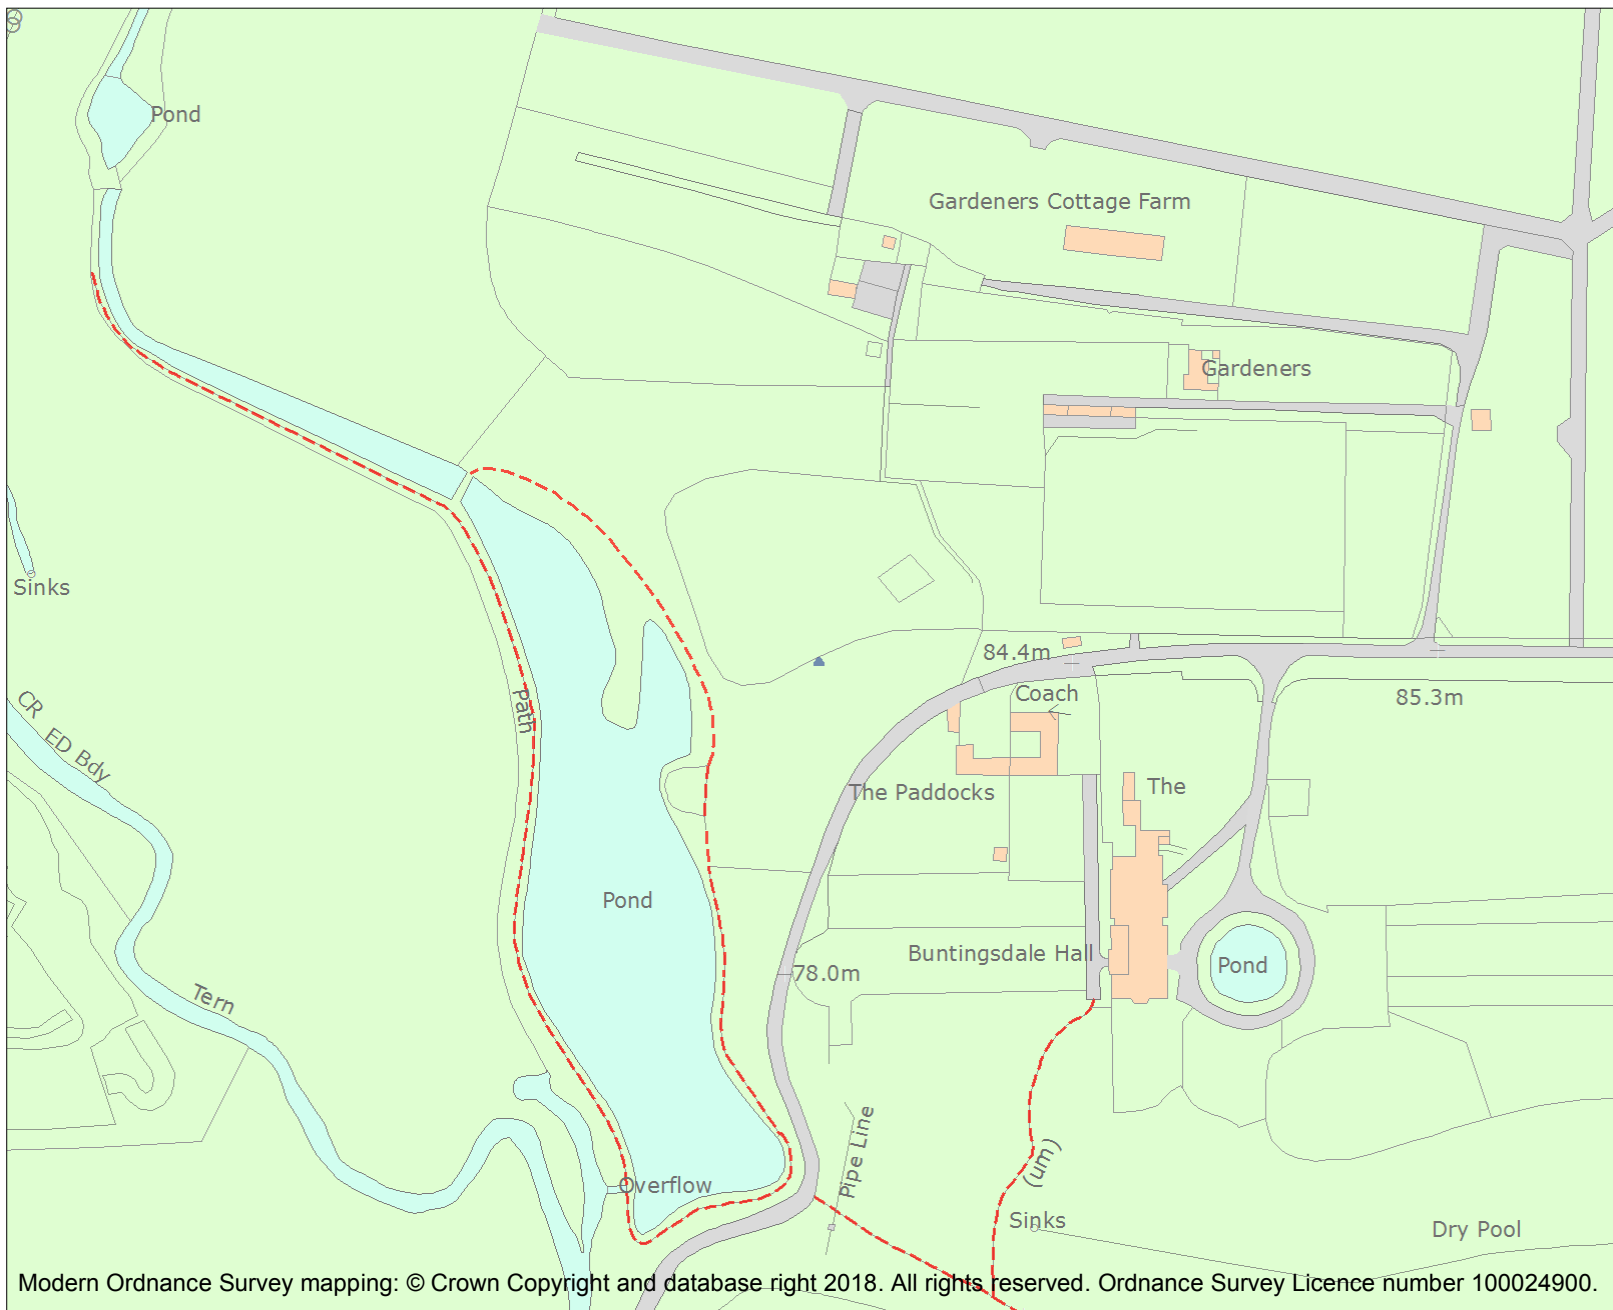 Pond
Gardeners Cottage Farm
Gardeners
Sinks
84.4m
Coach
85.3m
Path
CR
ED Bdy
The Paddocks
The
Pond
Buntingsdale Hall
Pond
78.0m
Tern
Pipe Line
(um)
Overflow
Sinks
Dry Pool
Modern Ordnance Survey mapping: © Crown Copyright and database right 2018. All rights reserved. Ordnance Survey Licence number 100024900.